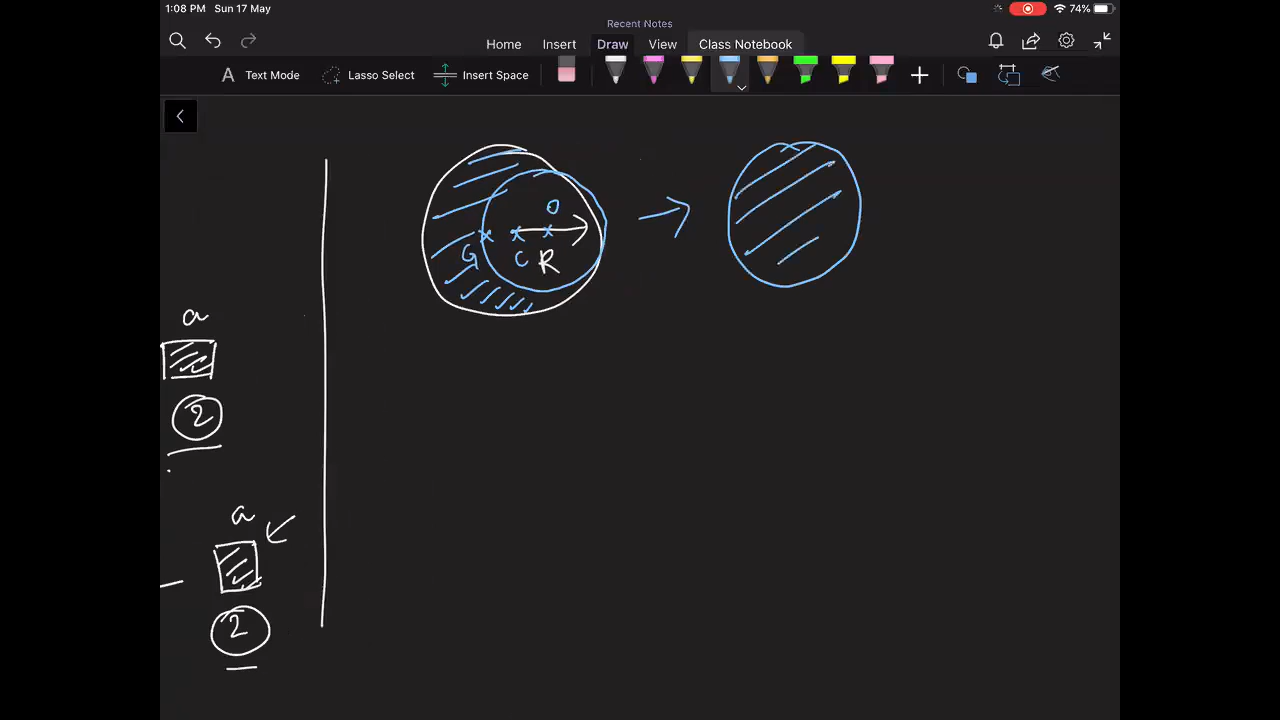 1:08 PM Sun 17 May
74%
Recent Notes
Home Insert Draw View Class Notebook
A Text Mode Lasso Select Insert Space
O
G C R
a
2
a
2